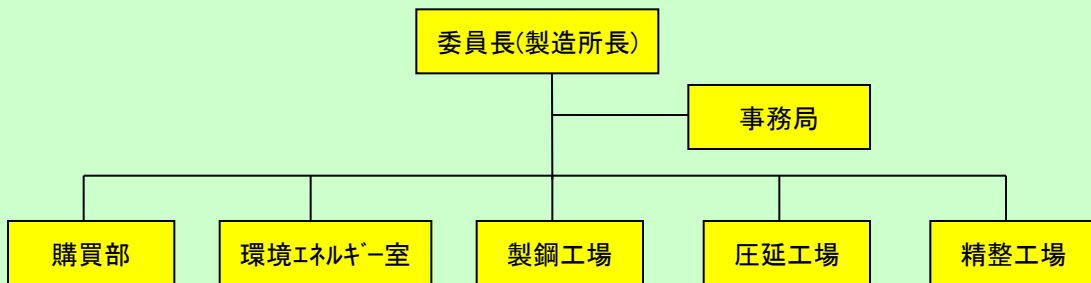 委員長(製造所長)
事務局
購買部
環境ｴﾈﾙｷﾞｰ室
製鋼工場
圧延工場
精整工場